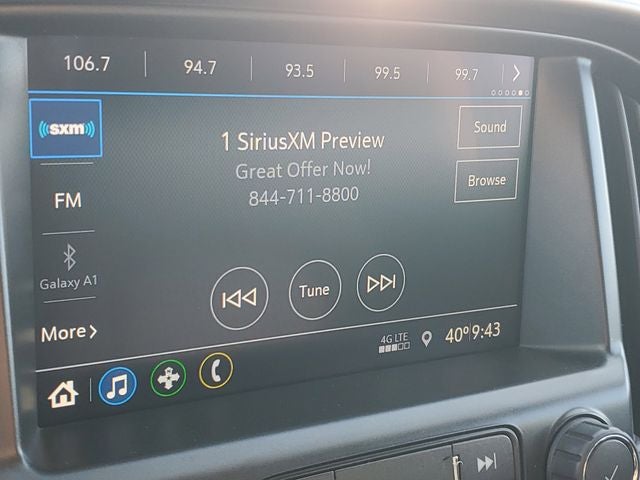 106.7 94.7 93.5 99.5 99.7
sxm
1 SiriusXM Preview
Great Offer Now!
844-711-8800
Sound
Browse
FM
Galaxy A1
More
Tune
4G LTE
40° 9:43